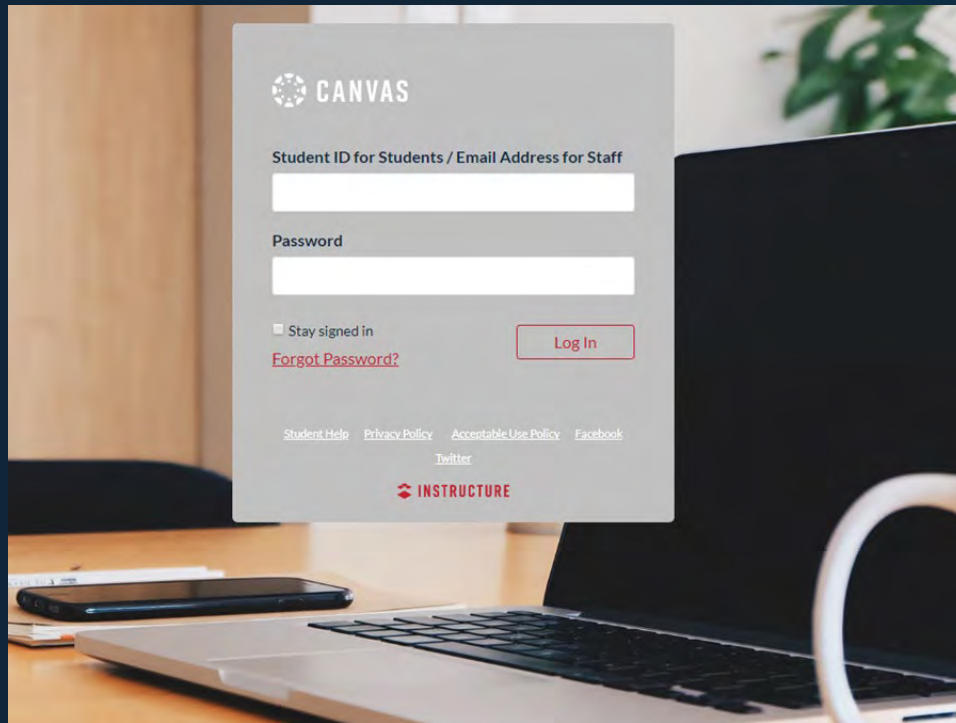 CANVAS
Student ID for Students / Email Address for Staff
Password
Stay signed in
Log In
Forgot Password?
Student Help Privacy Policy Acceptable Use Policy Facebook
Twitter
INSTRUCTURE